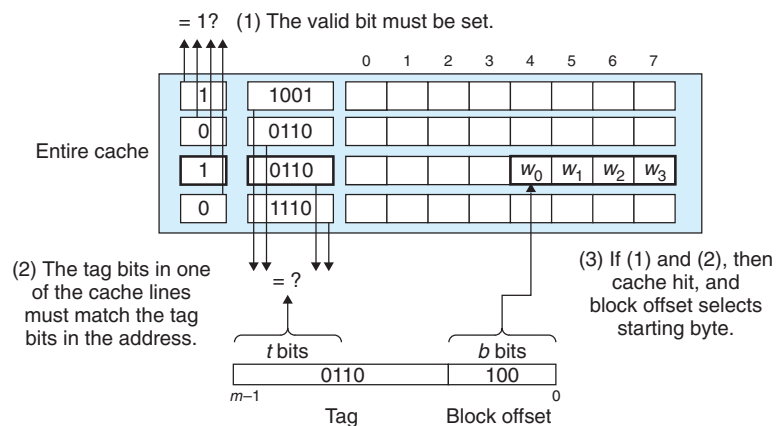 = 1? (1) The valid bit must be set.
0 1 2 3 4 5 6 7
1 1001
0 0110
Entire cache
1 0110 w0 w1 w2 w3
0 1110
(2) The tag bits in one
of the cache lines
must match the tag
bits in the address.
= ?
(3) If (1) and (2), then
cache hit, and
block offset selects
starting byte.
t bits b bits
0110 100
m–1 0
Tag Block offset